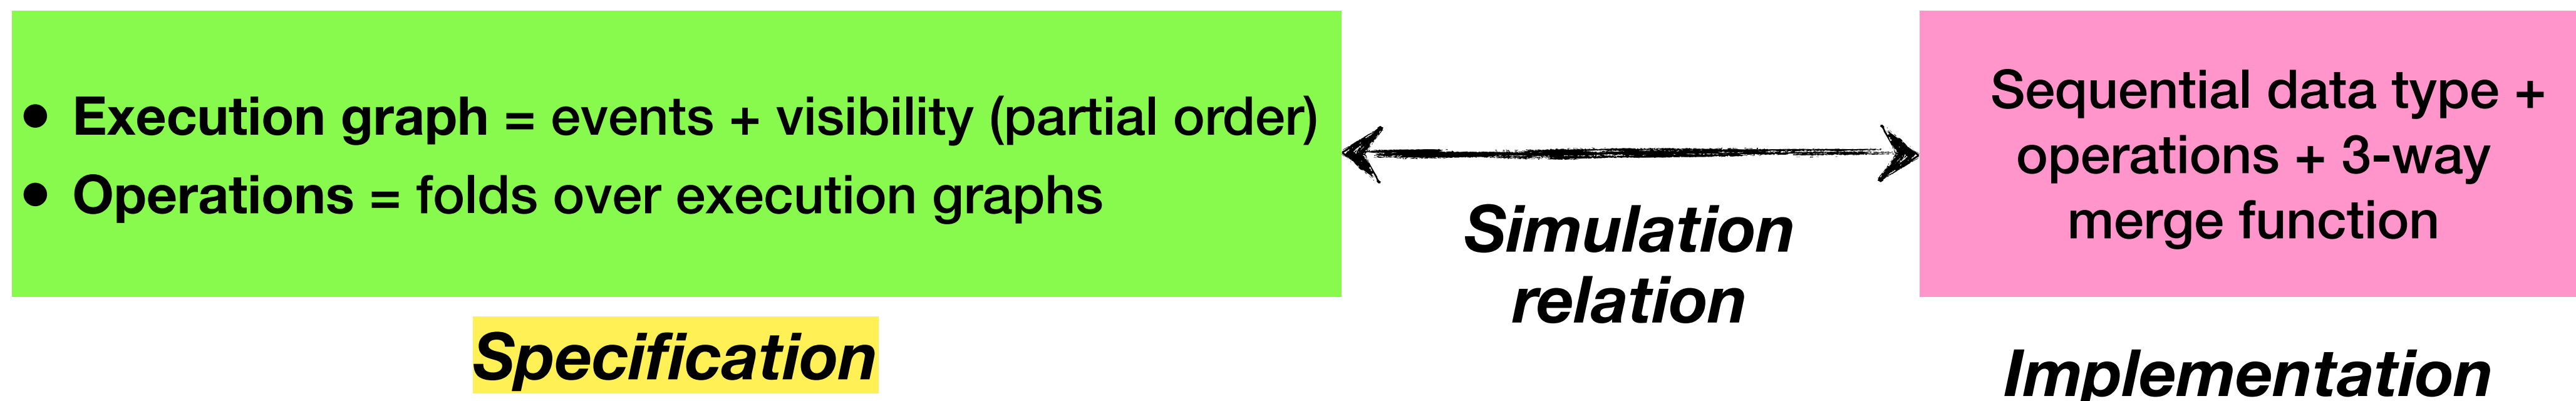 • Execution graph = events + visibility (partial order)
• Operations = folds over execution graphs
Specification
Simulation
relation
Sequential data type +
operations + 3-way
merge function
Implementation